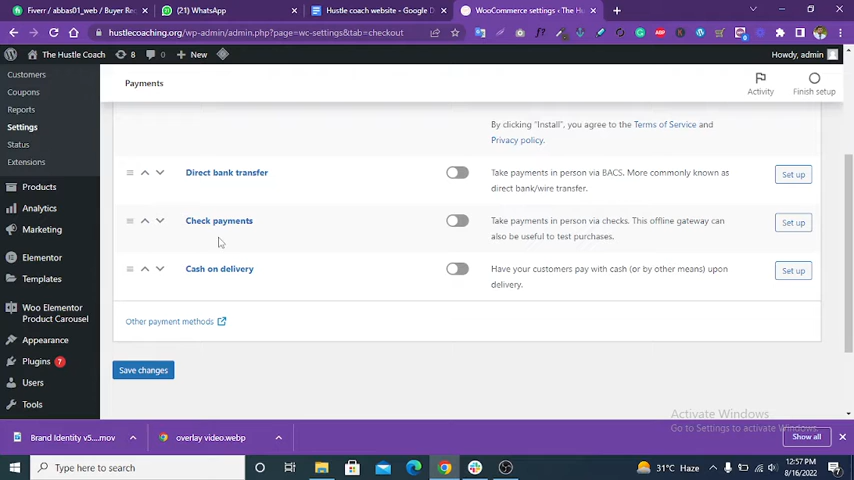 Fiverr / abbas01_web / Buyer Re
(21) WhatsApp
Hustle coach website - Google D
WooCommerce settings < The Hu
hustlecoaching.org/wp-admin/admin.php?page=wc-settings&tab=checkout
The Hustle Coach
8
0
New
Howdy, admin
Customers
Coupons
Reports
Settings
Status
Extensions
Products
Analytics
Marketing
Elementor
Templates
Woo Elementor
Product Carousel
Appearance
Plugins 7
Users
Tools
Payments
Activity
Finish setup
By clicking "Install", you agree to the Terms of Service and
Privacy policy.
Direct bank transfer
Take payments in person via BACS. More commonly known as
direct bank/wire transfer.
Set up
Check payments
Take payments in person via checks. This offline gateway can
also be useful to test purchases.
Set up
Cash on delivery
Have your customers pay with cash (or by other means) upon
delivery.
Set up
Other payment methods
Save changes
Activate Windows
Go to Settings to activate Windows.
Brand Identity v5....mov
overlay video.webp
Show all
Type here to search
31°C Haze
12:57 PM
8/16/2022